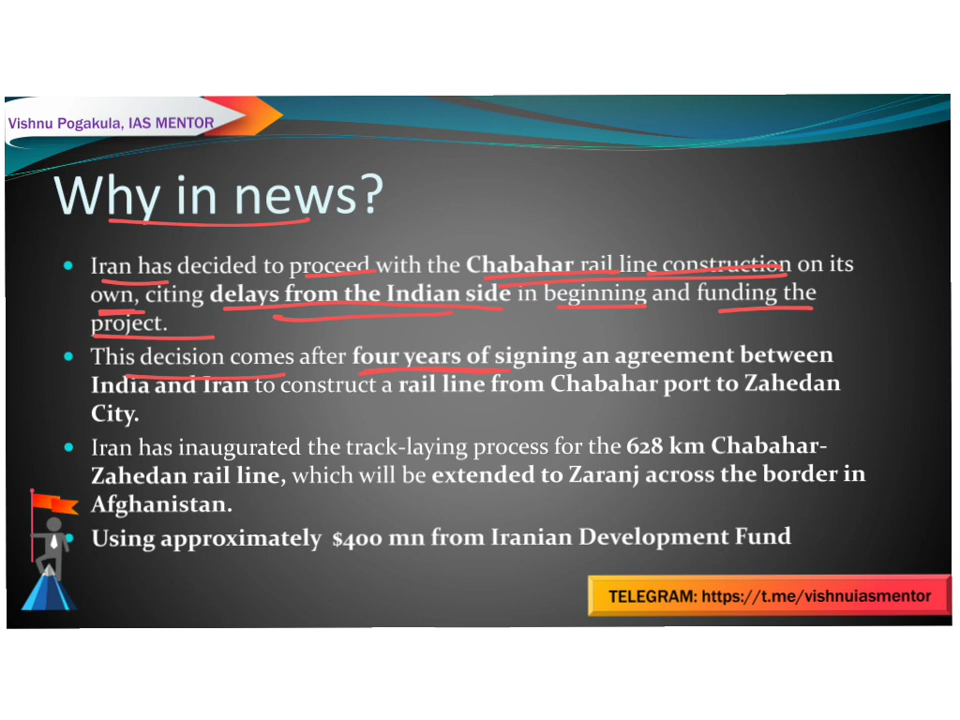 Vishnu Pogakula, IAS MENTOR
Why in news?
Iran has decided to proceed with the Chabahar rail line construction on its
own, citing delays from the Indian side in beginning and funding the
project.
This decision comes after four years of signing an agreement between
India and Iran to construct a rail line from Chabahar port to Zahedan
City.
Iran has inaugurated the track-laying process for the 628 km Chabahar-
Zahedan rail line, which will be extended to Zaranj across the border in
Afghanistan.
Using approximately $400 mn from Iranian Development Fund
TELEGRAM: https://t.me/vishnuiasmentor